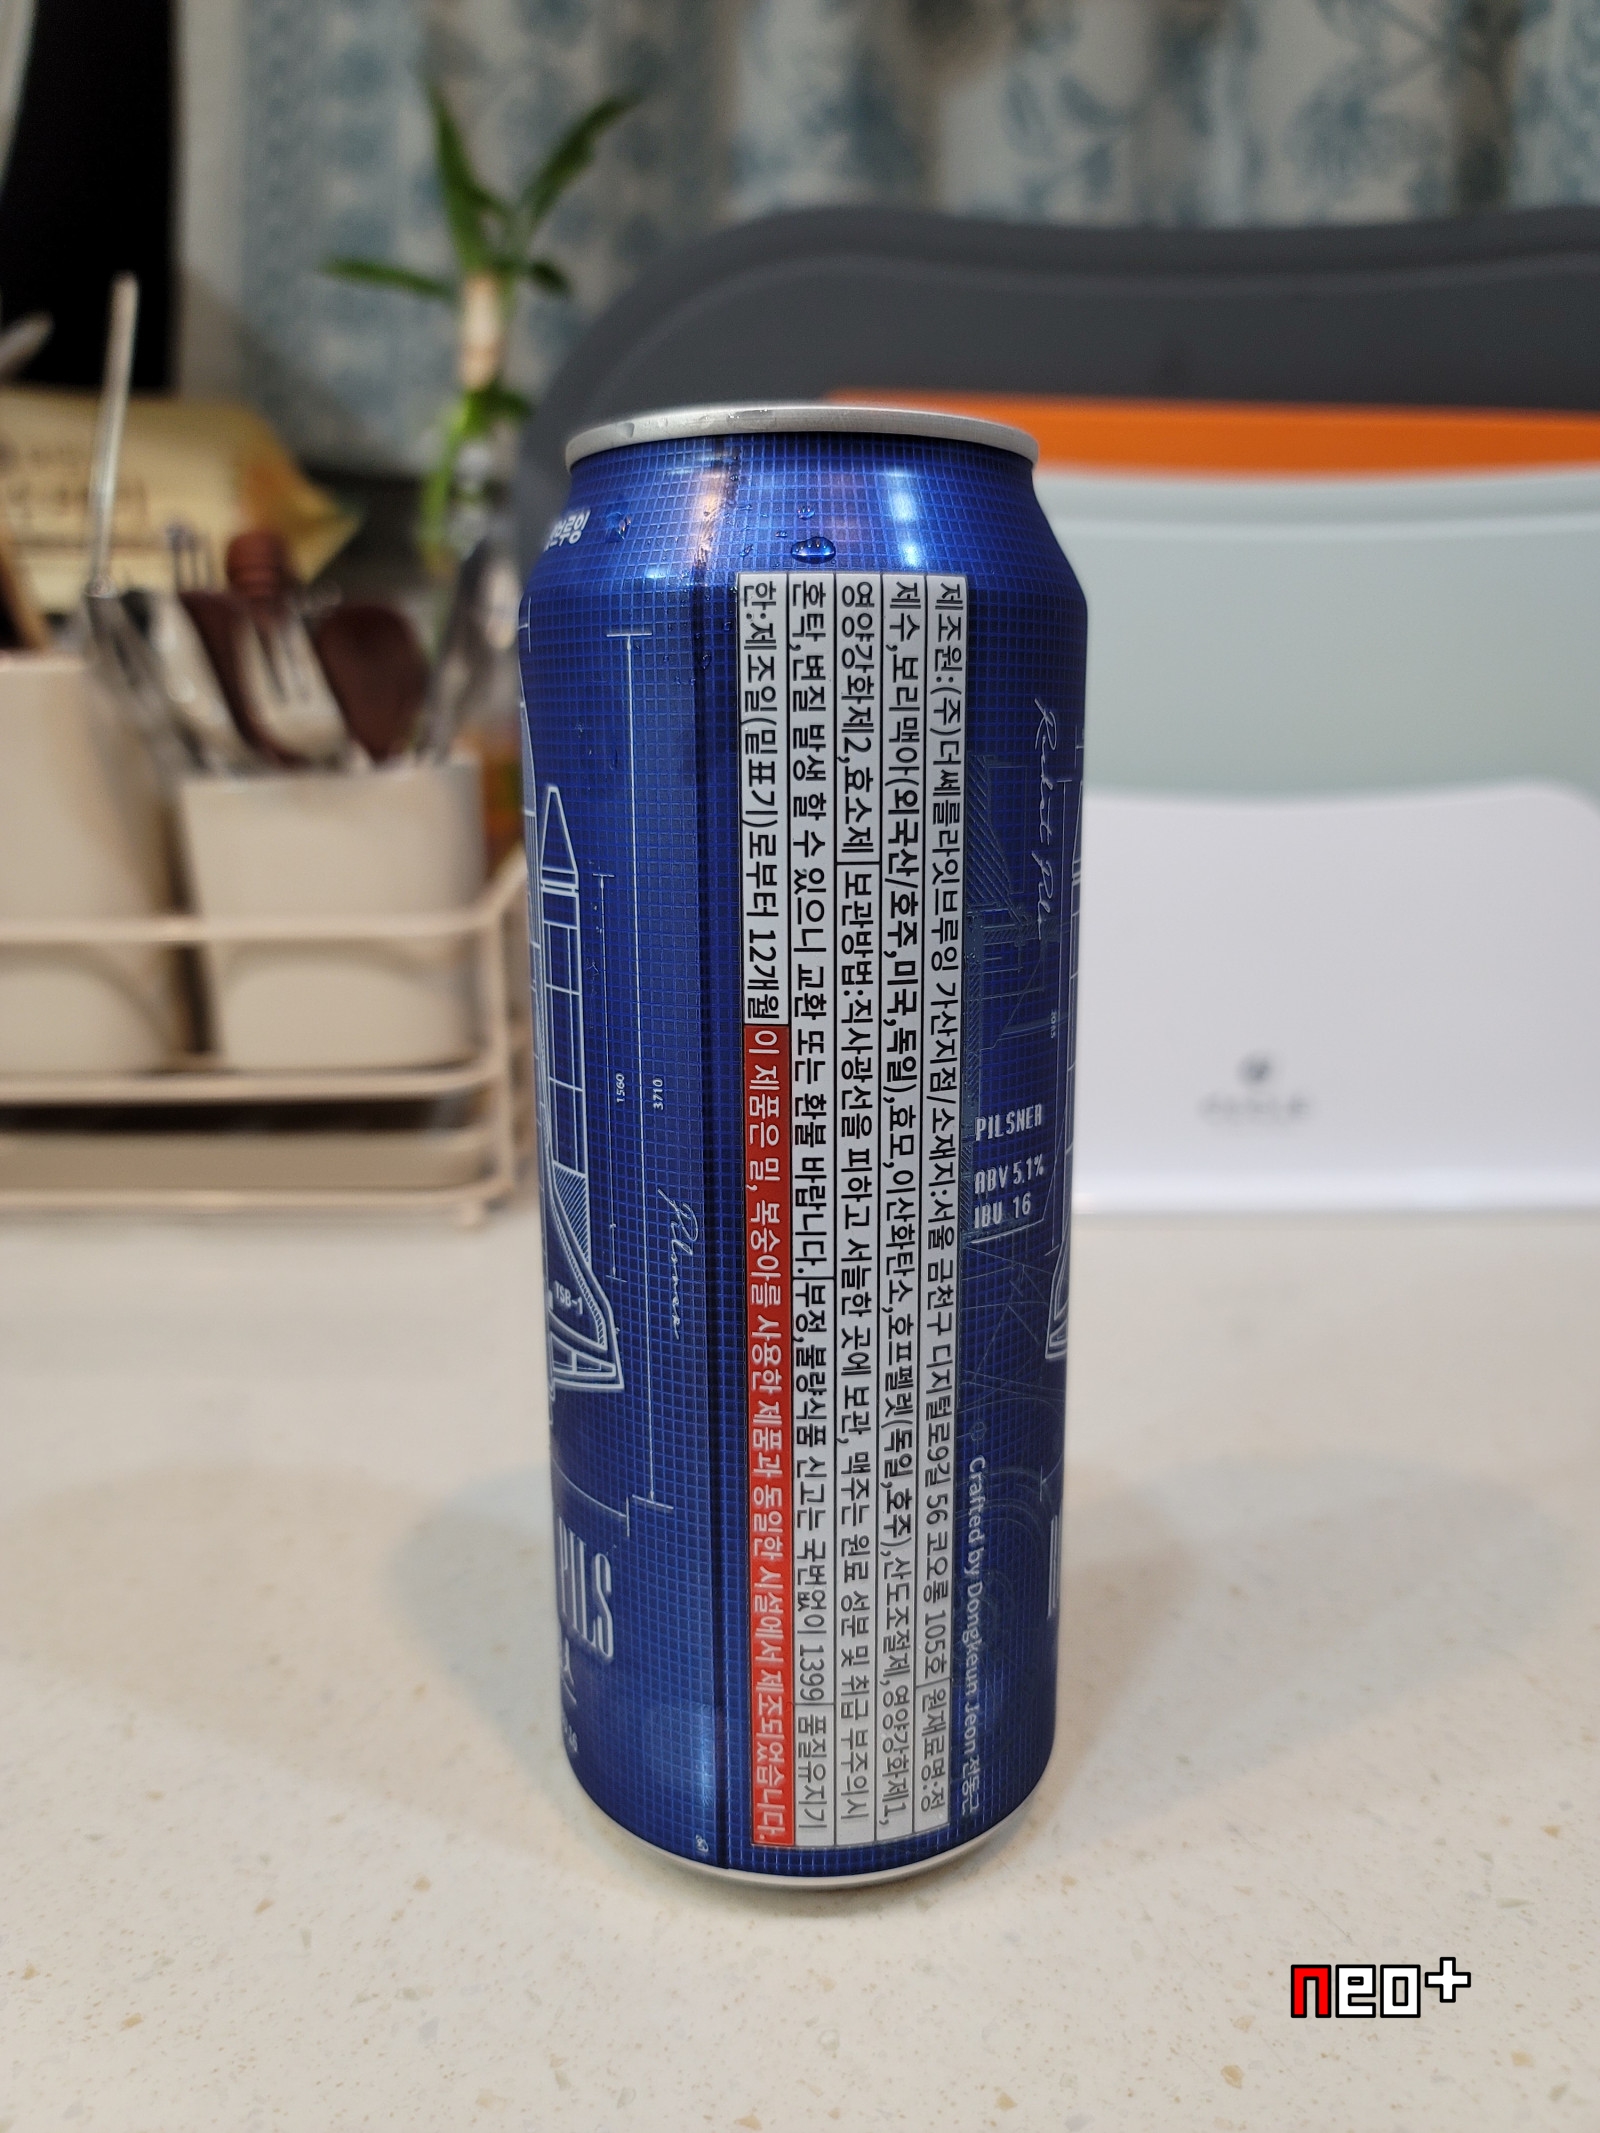 브루잉
제조원:(주)더쎄를라잇브루잉 가산지점/소재지:서울 금천구 디지털로9길 56 코오롱 105호 원재료명:정
제수,보리맥아(외국산/호주,미국,독일),효모,이산화탄소,호프펠렛(독일,호주),산도조절제,영양강화제1,
영양강화제2,효소제 보관방법:직사광선을 피하고 서늘한 곳에 보관, 맥주는 원료 성분 및 취급 부주의시
혼탁,변질 발생 할 수 있으니 교환 또는 환불 바랍니다. 부정,불량식품 신고는 국번없이 1399 품질유지기
한:제조일(밑표기)로부터 12개월 이 제품은 밀, 복숭아를 사용한 제품과 동일한 시설에서 제조되었습니다.
PILSNER
ABV 5.1%
IBU 16
Crafted by Dongkeun Jeon 전동근
1560
3710
Pilsner
TSB-1
PILS
neo+